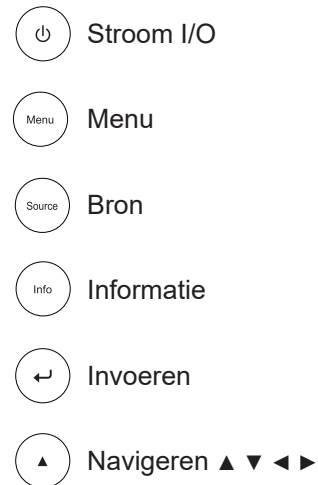 Stroom I/O
Menu Menu
Source Bron
Info Informatie
Invoeren
Navigeren ▲ ▼ ◄ ►